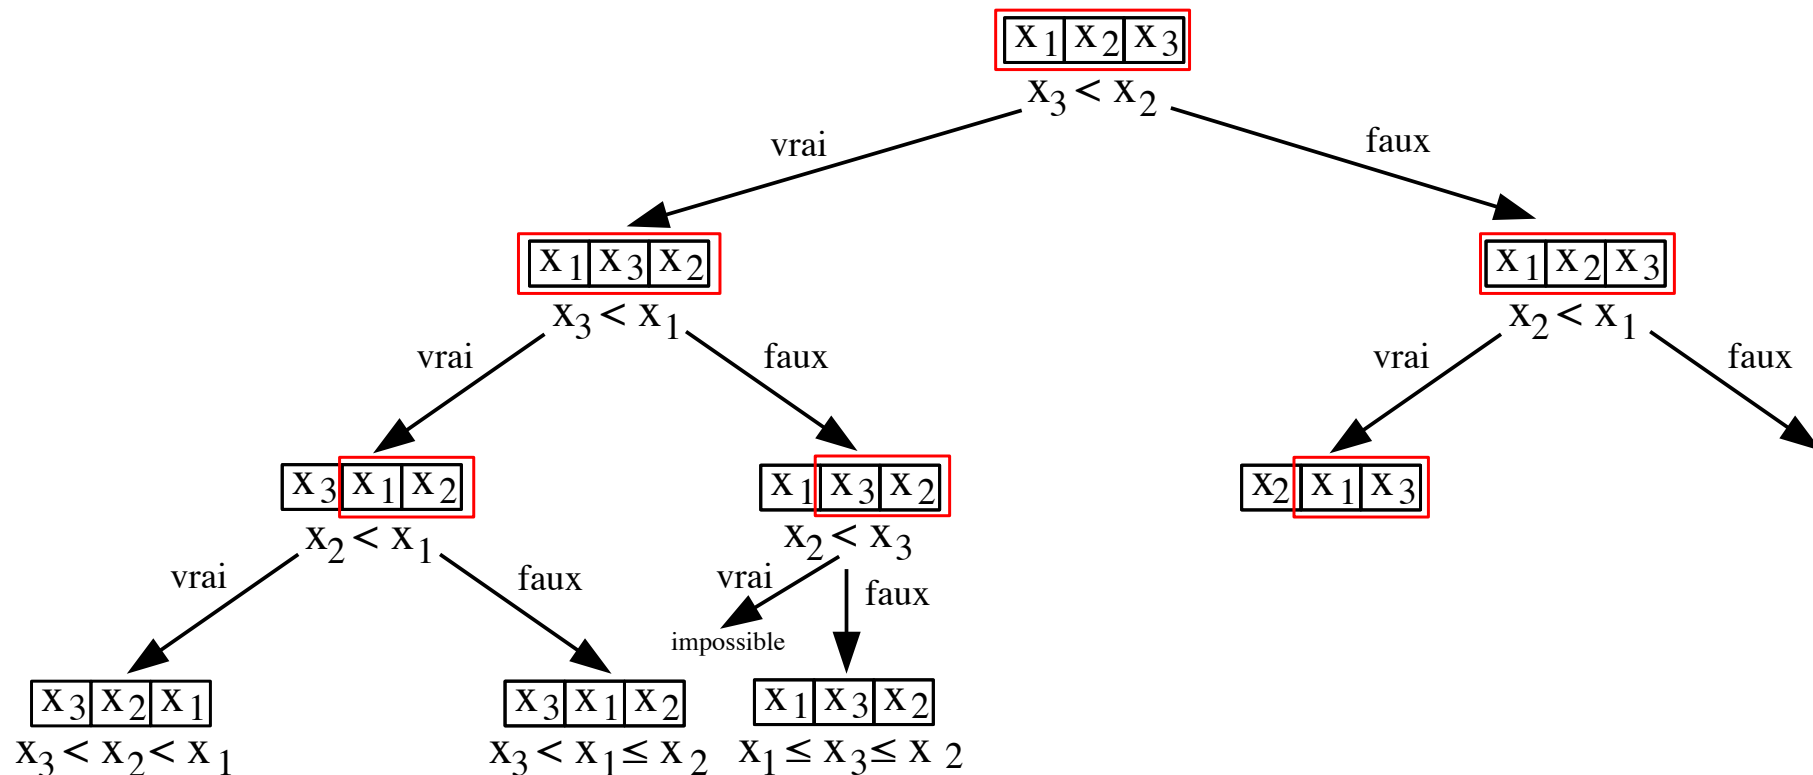 x1 x2 x3
x3 < x2
vrai faux
x1 x3 x2 x1 x2 x3
x3 < x1 x2 < x1
vrai faux vrai faux
x3 x1 x2 x1 x3 x2 x2 x1 x3
x2 < x1 x2 < x3
vrai faux vrai faux
impossible
x3 x2 x1 x3 x1 x2 x1 x3 x2
x3 < x2 < x1 x3 < x1 ≤ x2 x1 ≤ x3 ≤ x2